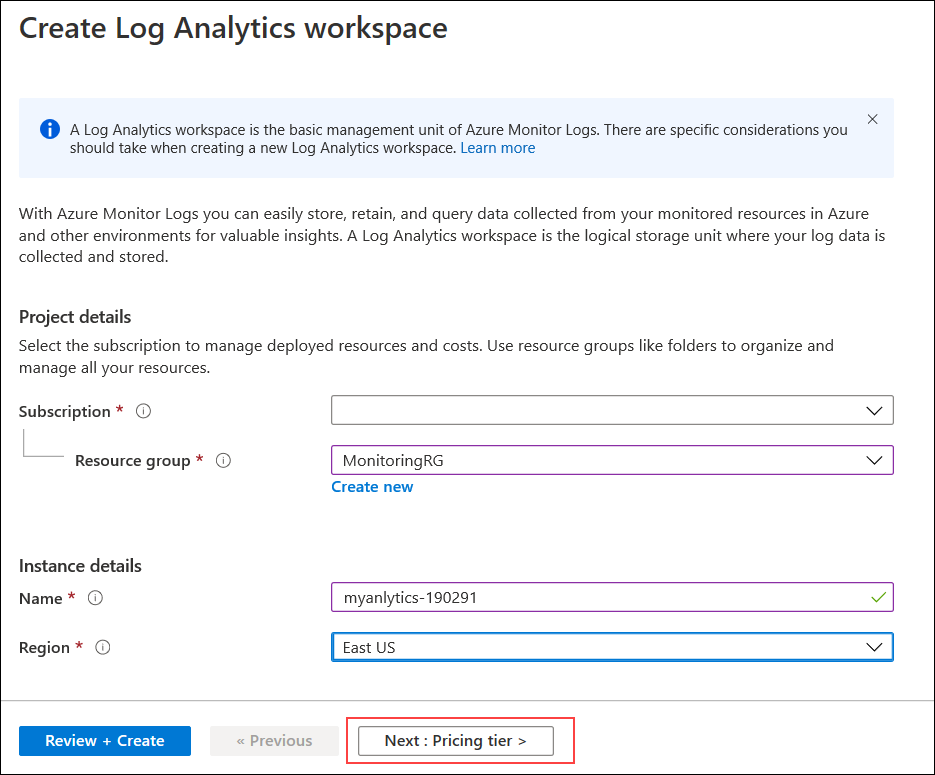 Create Log Analytics workspace
A Log Analytics workspace is the basic management unit of Azure Monitor Logs. There are specific considerations you
should take when creating a new Log Analytics workspace. Learn more
With Azure Monitor Logs you can easily store, retain, and query data collected from your monitored resources in Azure
and other environments for valuable insights. A Log Analytics workspace is the logical storage unit where your log data is
collected and stored.
Project details
Select the subscription to manage deployed resources and costs. Use resource groups like folders to organize and
manage all your resources.
Subscription *
Resource group * MonitoringRG
Create new
Instance details
Name * myanlytics-190291
Region * East US
Review + Create « Previous Next : Pricing tier >